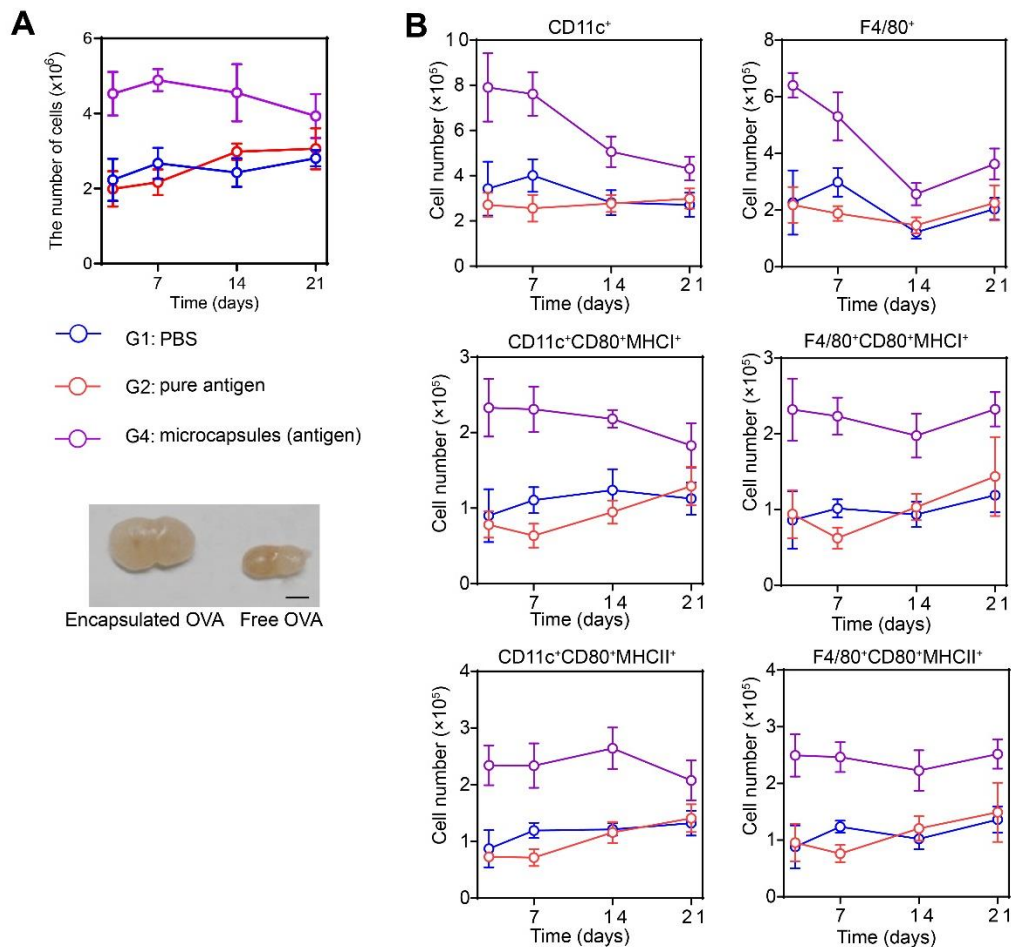 A
The number of cells (x10⁶)
6
4
2
0
7
14
21
Time (days)
G1: PBS
G2: pure antigen
G4: microcapsules (antigen)
Encapsulated OVA
Free OVA
B
CD11c⁺
Cell number (×10⁵)
10
8
6
4
2
0
7
14
21
Time (days)
F4/80⁺
Cell number (×10⁵)
8
6
4
2
0
7
14
21
Time (days)
CD11c⁺CD80⁺MHCI⁺
Cell number (×10⁵)
3
2
1
0
7
14
21
Time (days)
F4/80⁺CD80⁺MHCI⁺
Cell number (×10⁵)
3
2
1
0
7
14
21
Time (days)
CD11c⁺CD80⁺MHCII⁺
Cell number (×10⁵)
4
3
2
1
0
7
14
21
Time (days)
F4/80⁺CD80⁺MHCII⁺
Cell number (×10⁵)
4
3
2
1
0
7
14
21
Time (days)